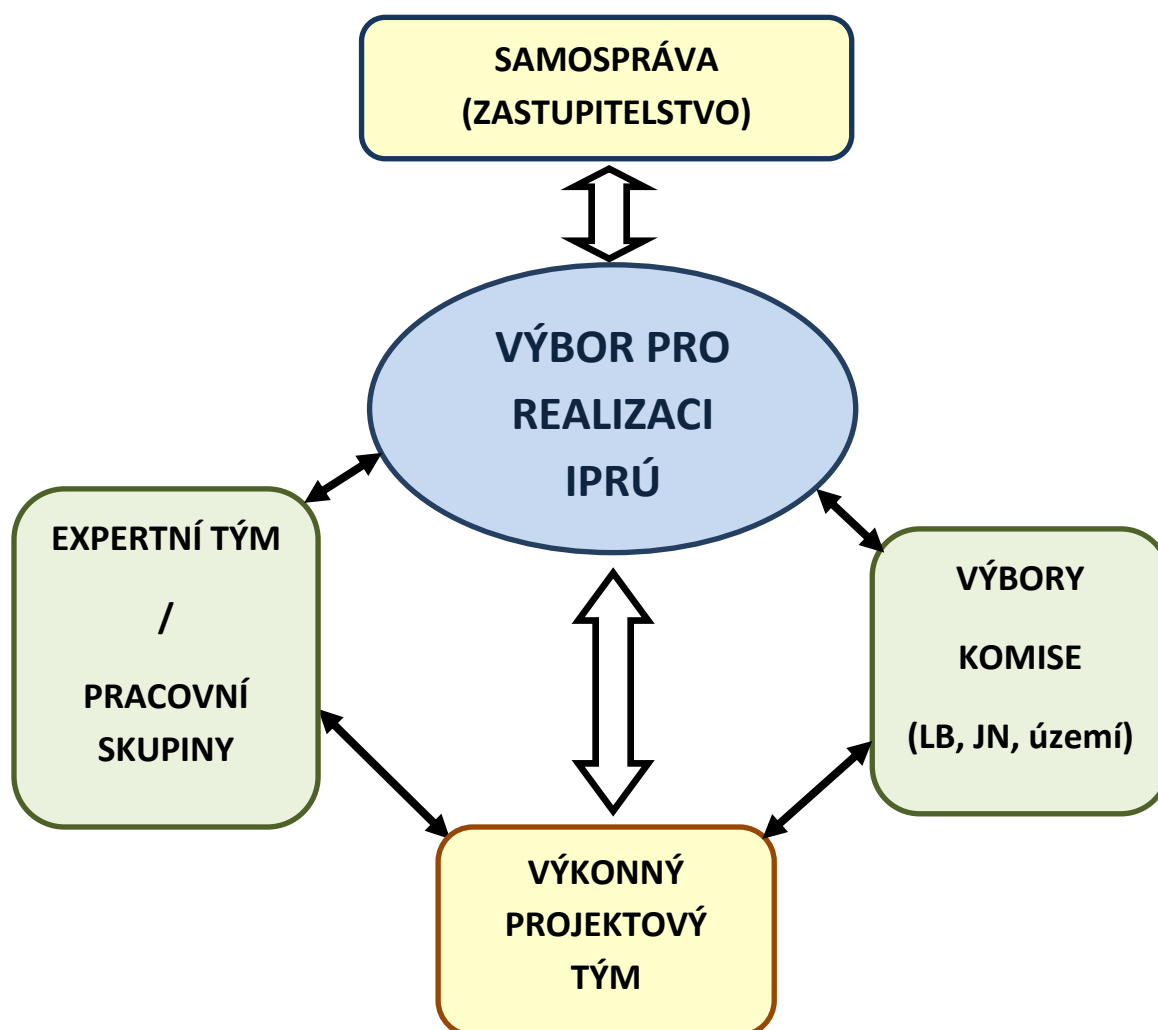 SAMOSPRÁVA
(ZASTUPITELSTVO)
VÝBOR PRO
REALIZACI
IPRÚ
EXPERTNÍ TÝM
/
PRACOVNÍ
SKUPINY
VÝBORY
KOMISE
(LB, JN, území)
VÝKONNÝ
PROJEKTOVÝ
TÝM